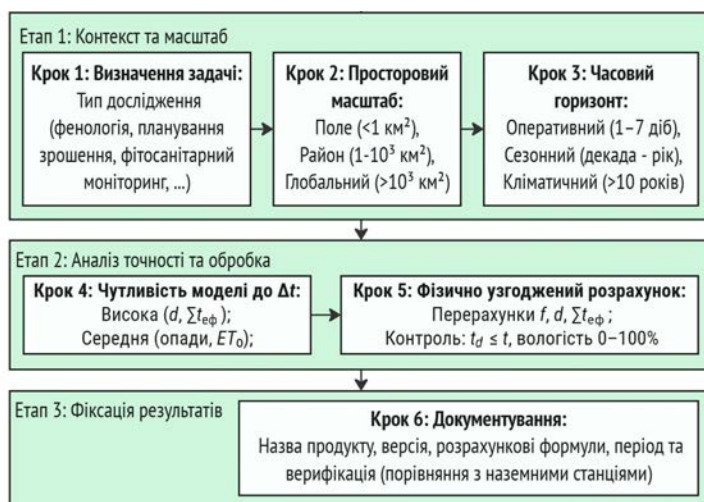 Етап 1: Контекст та масштаб
Крок 1: Визначення задачі:
Тип дослідження
(фенологія, планування
зрошення, фітосанітарний
моніторинг, ...)
Крок 2: Просторовий
масштаб:
Поле (<1 км²),
Район (1-10³ км²),
Глобальний (>10³ км²)
Крок 3: Часовий
горизонт:
Оперативний (1–7 діб),
Сезонний (декада - рік),
Кліматичний (>10 років)
Етап 2: Аналіз точності та обробка
Крок 4: Чутливість моделі до Δt:
Висока (d, ∑tеф);
Середня (опади, ET₀);
Крок 5: Фізично узгоджений розрахунок:
Перерахунки f, d, ∑tеф;
Контроль: t_d ≤ t, вологість 0–100%
Етап 3: Фіксація результатів
Крок 6: Документування:
Назва продукту, версія, розрахункові формули, період та
верифікація (порівняння з наземними станціями)